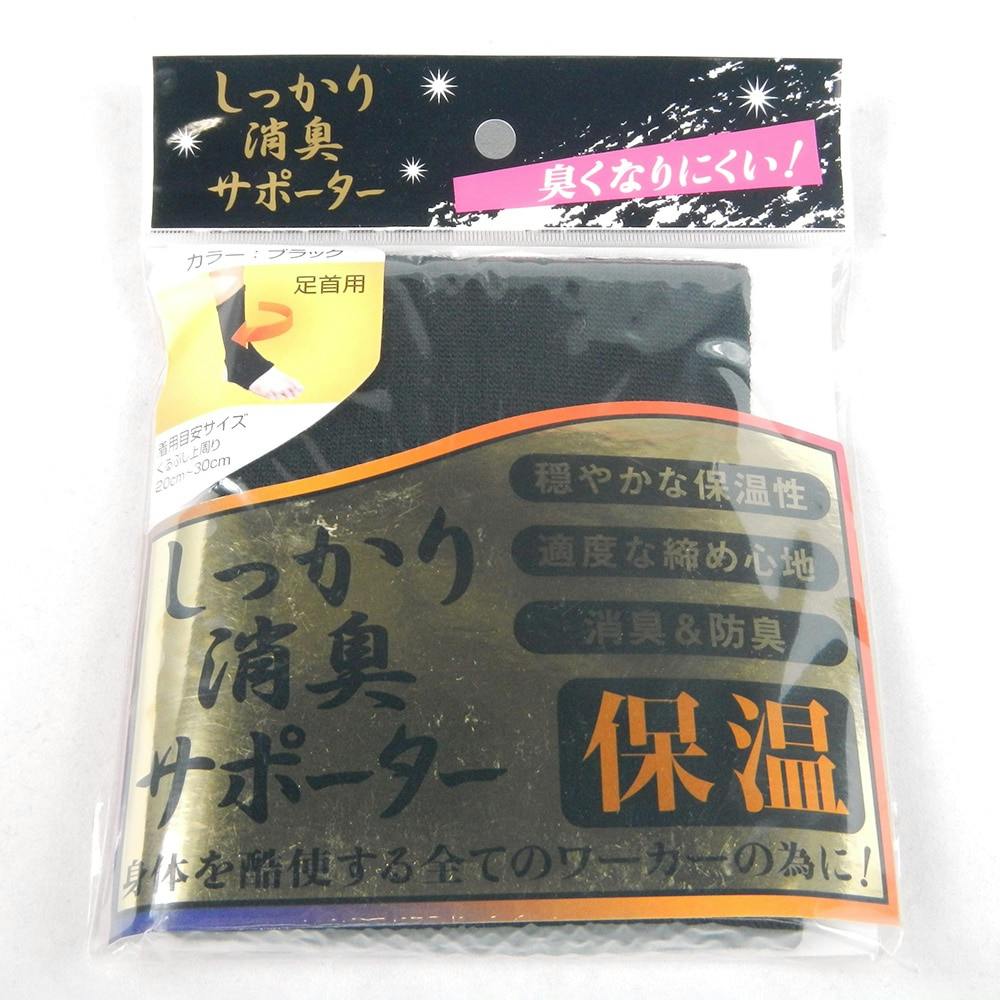 しっかり
消臭
サポーター
臭くなりにくい!
カラー：ブラック
足首用
着用目安サイズ
くるぶし上周り
20cm～30cm
穏やかな保温性
適度な締め心地
消臭＆防臭
しっかり
消臭
サポーター
保温
身体を酷使する全てのワーカーの為に!